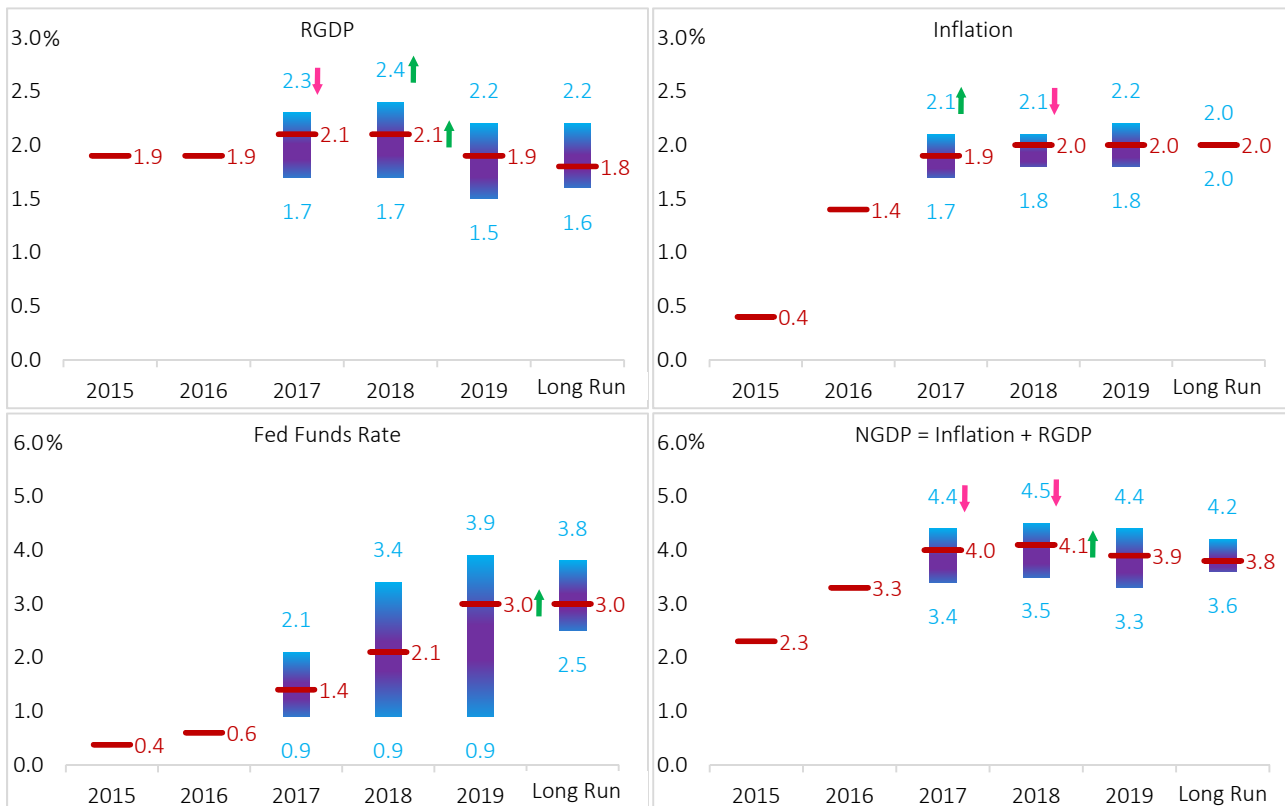 RGDP
3.0%
2.5
2.0
1.5
1.0
0.5
0.0
2.3 2.4 2.2 2.2
1.9 1.9 2.1 2.1 1.9 1.8
1.7 1.7 1.5 1.6
2015 2016 2017 2018 2019 Long Run
Inflation
3.0%
2.5
2.0
1.5
1.0
0.5
0.0
2.1 2.1 2.2 2.0
0.4 1.4 1.9 2.0 2.0 2.0
1.7 1.8 1.8 2.0
2015 2016 2017 2018 2019 Long Run
Fed Funds Rate
6.0%
5.0
4.0
3.0
2.0
1.0
0.0
2.1 3.4 3.9 3.8
0.4 0.6 1.4 2.1 3.0 3.0
0.9 0.9 0.9 2.5
2015 2016 2017 2018 2019 Long Run
NGDP = Inflation + RGDP
6.0%
5.0
4.0
3.0
2.0
1.0
0.0
4.4 4.5 4.4 4.2
2.3 3.3 4.0 4.1 3.9 3.8
3.4 3.5 3.3 3.6
2015 2016 2017 2018 2019 Long Run